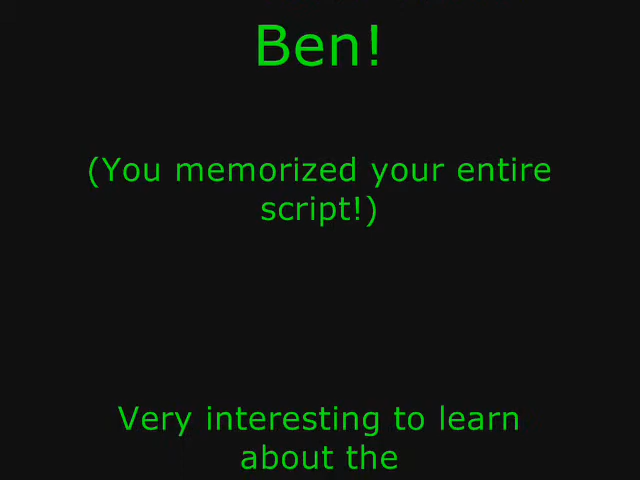 Ben!
(You memorized your entire
script!)
Very interesting to learn
about the